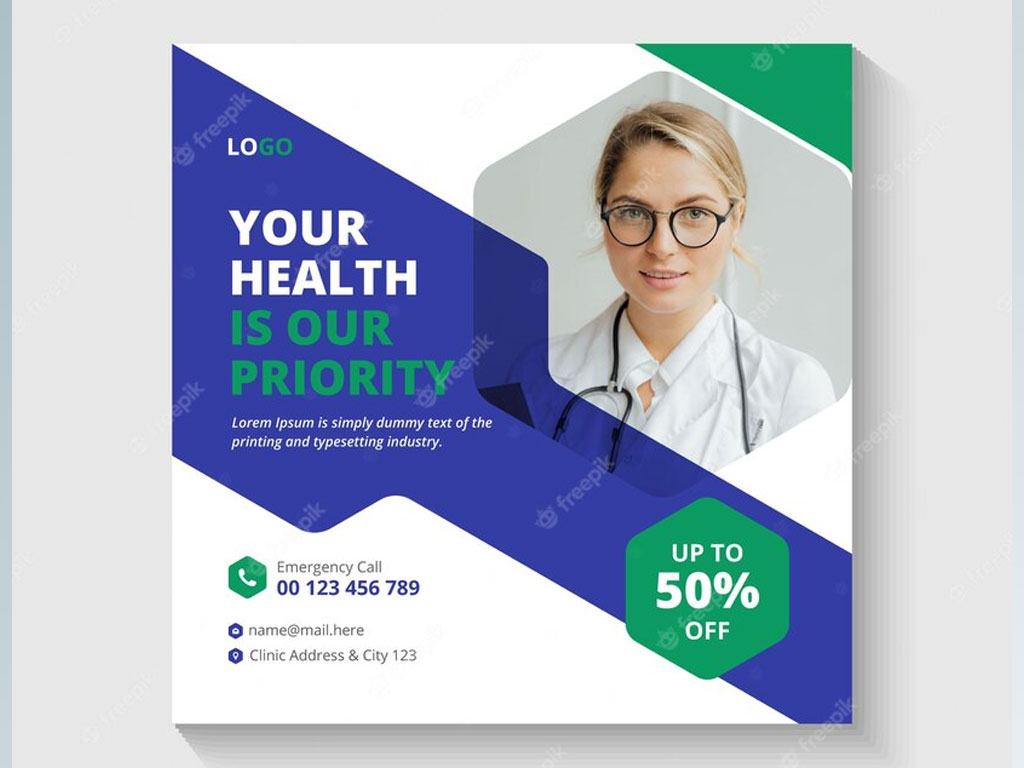 LOGO
YOUR
HEALTH
IS OUR
PRIORITY
Lorem Ipsum is simply dummy text of the
printing and typesetting industry.
Emergency Call
00 123 456 789
name@mail.here
Clinic Address & City 123
UP TO
50%
OFF
freepik